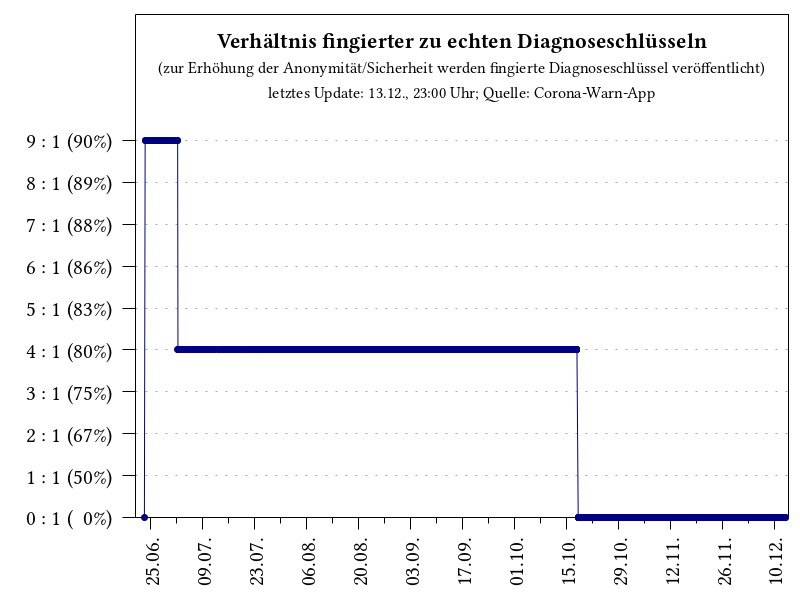 Verhältnis fingierter zu echten Diagnoseschlüsseln
(zur Erhöhung der Anonymität/Sicherheit werden fingierte Diagnoseschlüssel veröffentlicht)
letztes Update: 13.12., 23:00 Uhr; Quelle: Corona-Warn-App
9 : 1 (90%)
8 : 1 (89%)
7 : 1 (88%)
6 : 1 (86%)
5 : 1 (83%)
4 : 1 (80%)
3 : 1 (75%)
2 : 1 (67%)
1 : 1 (50%)
0 : 1 ( 0%)
25.06.
09.07.
23.07.
06.08.
20.08.
03.09.
17.09.
01.10.
15.10.
29.10.
12.11.
26.11.
10.12.